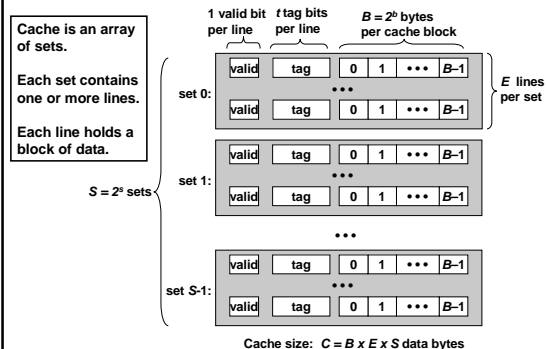 Cache is an array
of sets.
Each set contains
one or more lines.
Each line holds a
block of data.
1 valid bit
per line
t tag bits
per line
B = 2ᵇ bytes
per cache block
E lines
per set
S = 2ˢ sets
set 0:
valid tag 0 1 ••• B–1
•••
valid tag 0 1 ••• B–1
set 1:
valid tag 0 1 ••• B–1
•••
valid tag 0 1 ••• B–1
•••
set S-1:
valid tag 0 1 ••• B–1
•••
valid tag 0 1 ••• B–1
Cache size: C = B x E x S data bytes